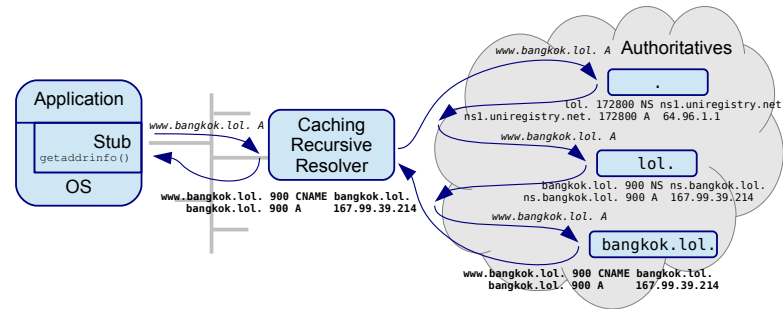 Application
Stub
getaddrinfo()
OS
www.bangkok.lol. A
Caching
Recursive
Resolver
www.bangkok.lol. 900 CNAME bangkok.lol.
bangkok.lol. 900 A 167.99.39.214
Authoritatives
www.bangkok.lol. A
.
lol. 172800 NS ns1.uniregistry.net
ns1.uniregistry.net. 172800 A 64.96.1.1
www.bangkok.lol. A
lol.
bangkok.lol. 900 NS ns.bangkok.lol.
ns.bangkok.lol. 900 A 167.99.39.214
www.bangkok.lol. A
bangkok.lol.
www.bangkok.lol. 900 CNAME bangkok.lol.
bangkok.lol. 900 A 167.99.39.214